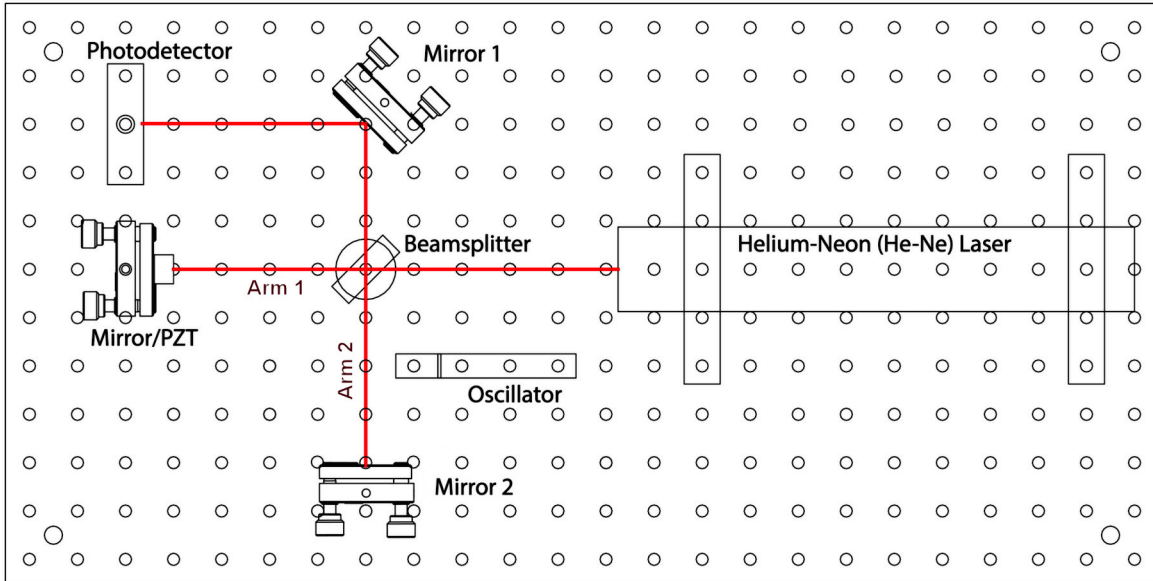 Photodetector
Mirror 1
Beamsplitter
Helium-Neon (He-Ne) Laser
Arm 1
Mirror/PZT
Arm 2
Oscillator
Mirror 2